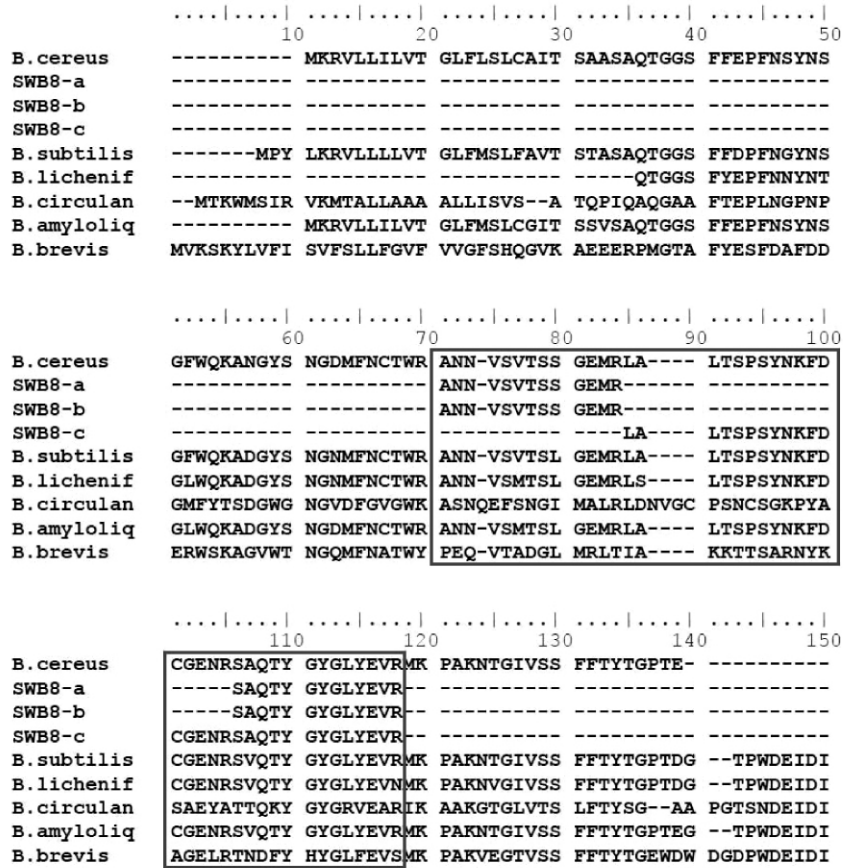 ....|....| ....|....| ....|....| ....|....| ....|....|
10 20 30 40 50
B.cereus ---------- MKRVLLILVT GLFLSLCAIT SAASAQTGGS FFEPFNSYNS
SWB8-a ---------- ---------- ---------- ---------- ----------
SWB8-b ---------- ---------- ---------- ---------- ----------
SWB8-c ---------- ---------- ---------- ---------- ----------
B.subtilis -------MPY LKRVLLLLVT GLFMSLFAVT STASAQTGGS FFDPFNGYNS
B.lichenif ---------- ---------- ---------- -----QTGGS FYEPFNNYNT
B.circulan --MTKWMSIR VKMTALLAAA ALLISVS--A TQPIQAQGAA FTEPLNGPNP
B.amyloliq ---------- MKRVLLILVT GLFMSLCGIT SSVSAQTGGS FFEPFNSYNS
B.brevis MVKSKYLVFI SVFSLLFGVF VVGFSHQGVK AEEERPMGTA FYESFDAFDD
....|....| ....|....| ....|....| ....|....| ....|....|
60 70 80 90 100
B.cereus GFWQKANGYS NGDMFNCTWR ANN-VSVTSS GEMRLA---- LTSPSYNKFD
SWB8-a ---------- ---------- ANN-VSVTSS GEMR------ ----------
SWB8-b ---------- ---------- ANN-VSVTSS GEMR------ ----------
SWB8-c ---------- ---------- ---------- ----LA---- LTSPSYNKFD
B.subtilis GFWQKADGYS NGNMFNCTWR ANN-VSVTSL GEMRLA---- LTSPSYNKFD
B.lichenif GLWQKADGYS NGNMFNCTWR ANN-VSMTSL GEMRLS---- LTSPSYNKFD
B.circulan GMFYTSDGWG NGVDFGVGWK ASNQEFSNGI MALRLDNVGC PSNCSGKPYA
B.amyloliq GLWQKADGYS NGDMFNCTWR ANN-VSMTSL GEMRLA---- LTSPSYNKFD
B.brevis ERWSKAGVWT NGQMFNATWY PEQ-VTADGL MRLTIA---- KKTTSARNYK
....|....| ....|....| ....|....| ....|....| ....|....|
110 120 130 140 150
B.cereus CGENRSAQTY GYGLYEVRMK PAKNTGIVSS FFTYTGPTE- ----------
SWB8-a -----SAQTY GYGLYEVR-- ---------- ---------- ----------
SWB8-b -----SAQTY GYGLYEVR-- ---------- ---------- ----------
SWB8-c CGENRSAQTY GYGLYEVR-- ---------- ---------- ----------
B.subtilis CGENRSVQTY GYGLYEVRMK PAKNTGIVSS FFTYTGPTDG --TPWDEIDI
B.lichenif CGENRSVQTY GYGLYEVNMK PAKNVGIVSS FFTYTGPTDG --TPWDEIDI
B.circulan SAEYATTQKY GYGRVEARIK AAKGTGLVTS LFTYSG--AA PGTSNDEIDI
B.amyloliq CGENRSVQTY GYGLYEVRMK PAKNTGIVSS FFTYTGPTEG --TPWDEIDI
B.brevis AGELRTNDFY HYGLFEVSMK PAKVEGTVSS FFTYTGEWDW DGDPWDEIDI